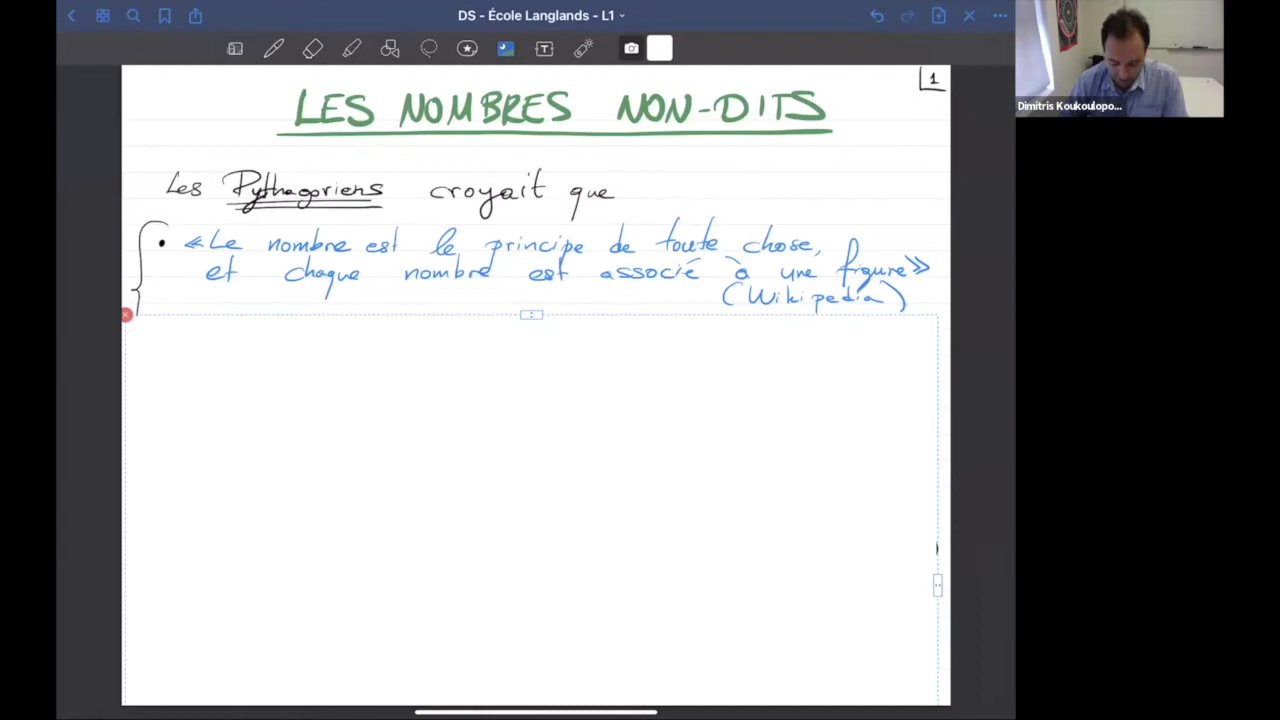 DS - École Langlands - L1
Dimitris Koukoulopo...
1
LES NOMBRES NON-DITS
Les Pythagoriens croyait que
• «Le nombre est le principe de toute chose,
et chaque nombre est associé à une figure»
(Wikipedia)